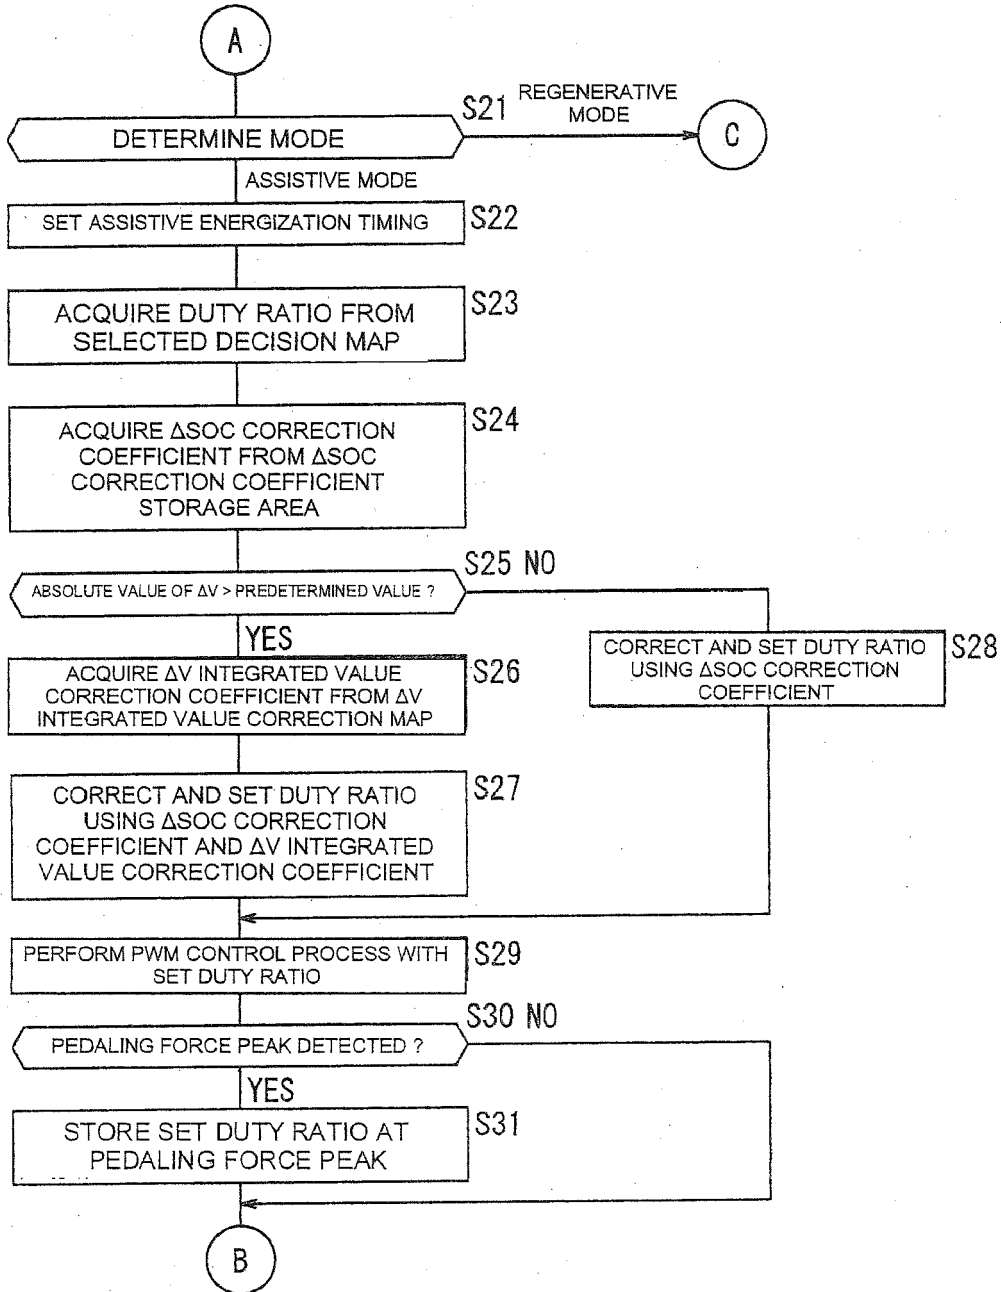 A
S21
REGENERATIVE
MODE
DETERMINE MODE
C
ASSISTIVE MODE
SET ASSISTIVE ENERGIZATION TIMING
S22
ACQUIRE DUTY RATIO FROM
SELECTED DECISION MAP
S23
ACQUIRE ΔSOC CORRECTION
COEFFICIENT FROM ΔSOC
CORRECTION COEFFICIENT
STORAGE AREA
S24
S25 NO
ABSOLUTE VALUE OF ΔV > PREDETERMINED VALUE ?
YES
ACQUIRE ΔV INTEGRATED VALUE
CORRECTION COEFFICIENT FROM ΔV
INTEGRATED VALUE CORRECTION MAP
S26
CORRECT AND SET DUTY RATIO
USING ΔSOC CORRECTION
COEFFICIENT
S28
CORRECT AND SET DUTY RATIO
USING ΔSOC CORRECTION
COEFFICIENT AND ΔV INTEGRATED
VALUE CORRECTION COEFFICIENT
S27
PERFORM PWM CONTROL PROCESS WITH
SET DUTY RATIO
S29
S30 NO
PEDALING FORCE PEAK DETECTED ?
YES
STORE SET DUTY RATIO AT
PEDALING FORCE PEAK
S31
B